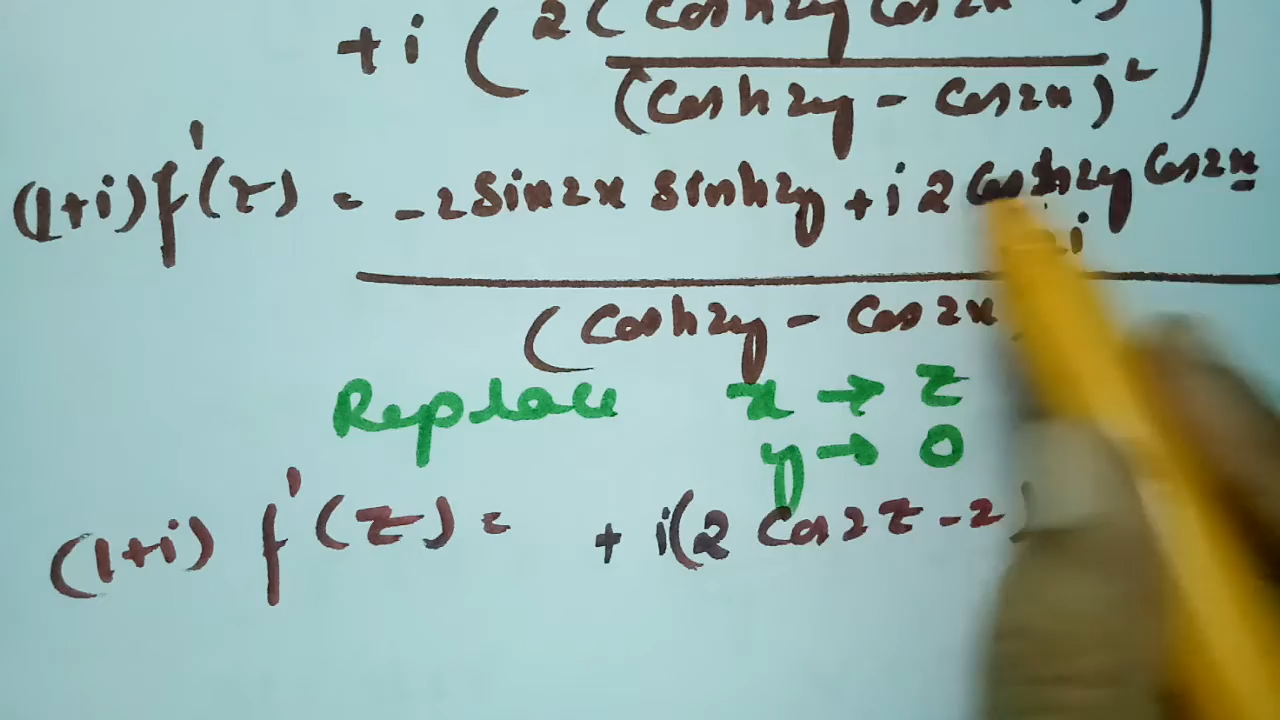 + i ( 2( cosh2y cos2x
(cosh2y - cos2x)² )
(1+i)f'(z) = -2 sin2x sinh2y + i 2 cosh2y cos2x
i
(cosh2y - cos2x
Replace x → z
y → 0
(1+i) f'(z) = + i(2 cos2z - 2)